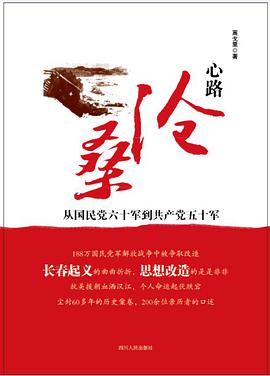 心路
沧桑
高戈里 著
从国民党六十军到共产党五十军
188万国民党军解放战争中被争取改造
长春起义的曲曲折折，思想改造的是是非非
抗美援朝血洒汉江，个人命运起伏跌宕
尘封60多年的历史案卷，200余位亲历者的口述
四川人民出版社